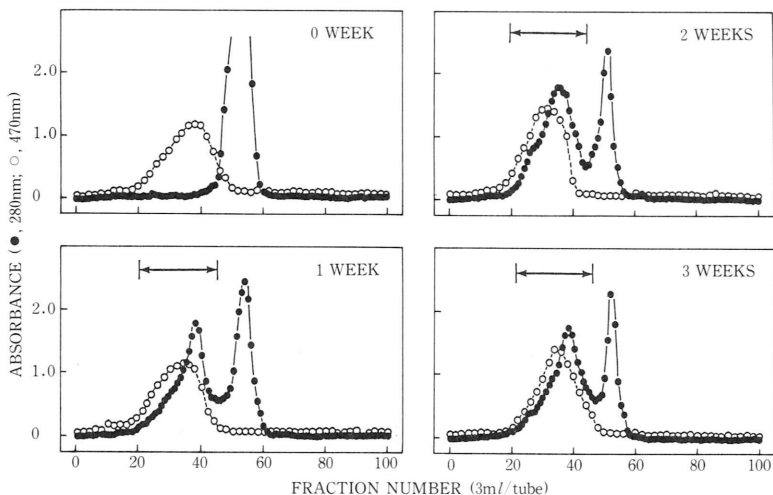 0 WEEK
2 WEEKS
1 WEEK
3 WEEKS
2.0
1.0
0
2.0
1.0
0
0 20 40 60 80 100
0 20 40 60 80 100
ABSORBANCE (●, 280nm; ○, 470nm)
FRACTION NUMBER (3ml/tube)